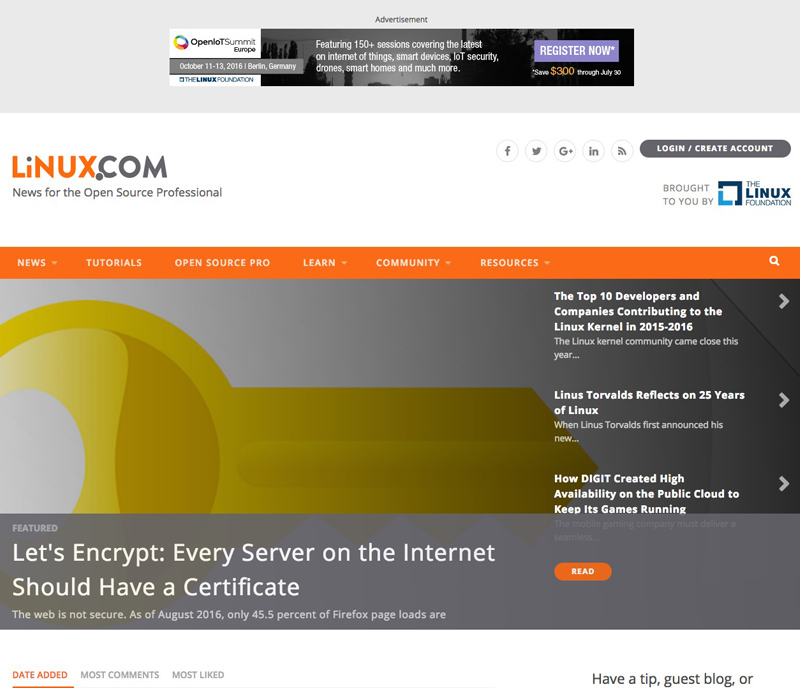 Advertisement
OpenIoTSummit
Europe
October 11-13, 2016 | Berlin, Germany
THE LINUX FOUNDATION
Featuring 150+ sessions covering the latest
on internet of things, smart devices, IoT security,
drones, smart homes and much more.
REGISTER NOW*
*Save $300 through July 30
LiNUX.COM
News for the Open Source Professional
LOGIN / CREATE ACCOUNT
BROUGHT
TO YOU BY
THE
LINUX
FOUNDATION
NEWS
TUTORIALS
OPEN SOURCE PRO
LEARN
COMMUNITY
RESOURCES
The Top 10 Developers and
Companies Contributing to the
Linux Kernel in 2015-2016
The Linux kernel community came close this
year...
Linus Torvalds Reflects on 25 Years
of Linux
When Linus Torvalds first announced his
new...
How DIGIT Created High
Availability on the Public Cloud to
Keep Its Games Running
The mobile gaming company must deliver a
seamless...
READ
FEATURED
Let's Encrypt: Every Server on the Internet
Should Have a Certificate
The web is not secure. As of August 2016, only 45.5 percent of Firefox page loads are
DATE ADDED
MOST COMMENTS
MOST LIKED
Have a tip, guest blog, or